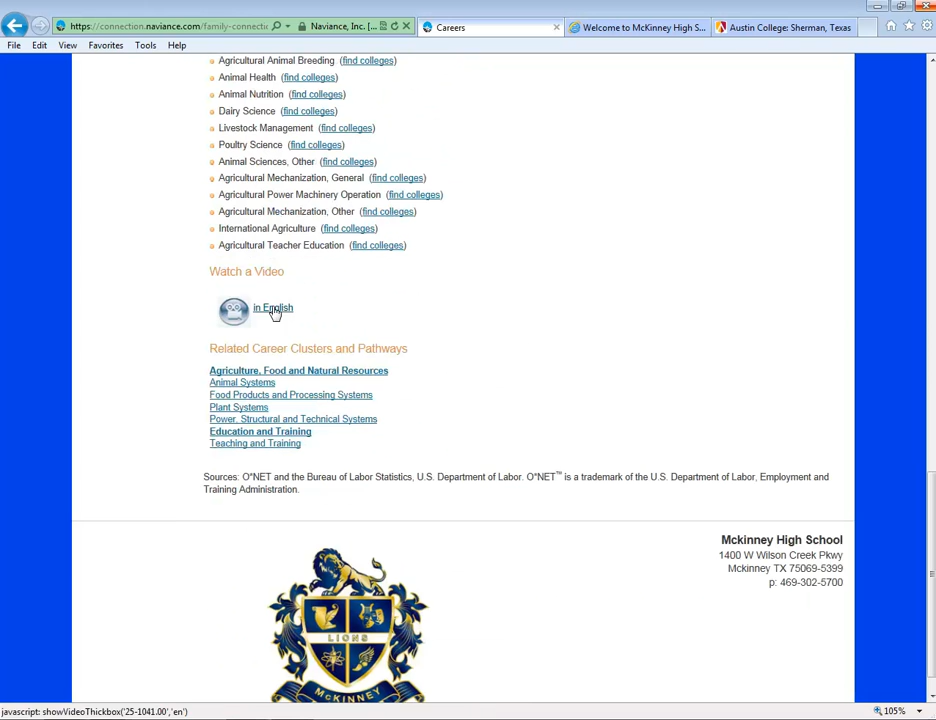 https://connection.naviance.com/family-connecti
Naviance, Inc. [...
Careers
Welcome to McKinney High S...
Austin College: Sherman, Texas
File Edit View Favorites Tools Help
Agricultural Animal Breeding (find colleges)
Animal Health (find colleges)
Animal Nutrition (find colleges)
Dairy Science (find colleges)
Livestock Management (find colleges)
Poultry Science (find colleges)
Animal Sciences, Other (find colleges)
Agricultural Mechanization, General (find colleges)
Agricultural Power Machinery Operation (find colleges)
Agricultural Mechanization, Other (find colleges)
International Agriculture (find colleges)
Agricultural Teacher Education (find colleges)
Watch a Video
in English
Related Career Clusters and Pathways
Agriculture, Food and Natural Resources
Animal Systems
Food Products and Processing Systems
Plant Systems
Power, Structural and Technical Systems
Education and Training
Teaching and Training
Sources: O*NET and the Bureau of Labor Statistics, U.S. Department of Labor. O*NET™ is a trademark of the U.S. Department of Labor, Employment and
Training Administration.
Mckinney High School
1400 W Wilson Creek Pkwy
Mckinney TX 75069-5399
p: 469-302-5700
LIONS
McKINNEY
javascript: showVideoThickbox('25-1041.00','en')
105%